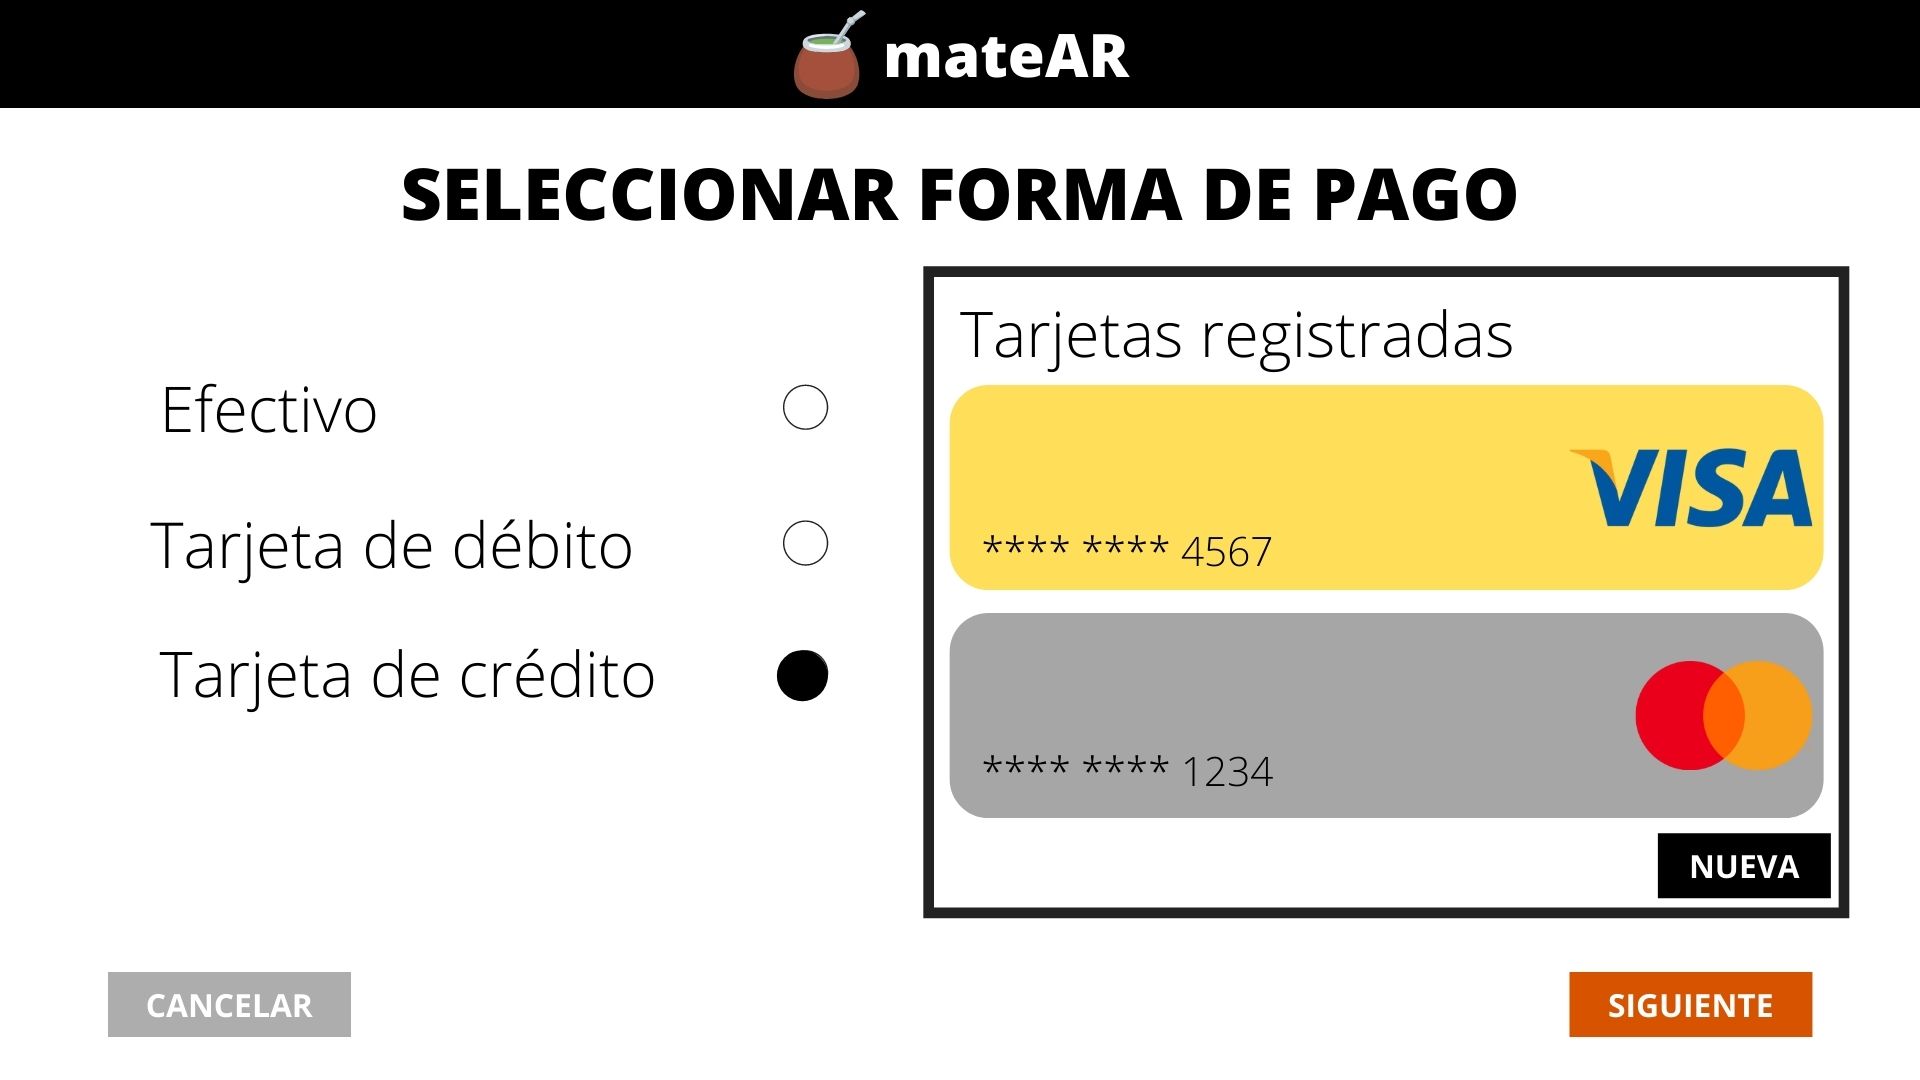 mateAR
SELECCIONAR FORMA DE PAGO
Efectivo
Tarjeta de débito
Tarjeta de crédito
Tarjetas registradas
VISA
**** **** 4567
**** **** 1234
NUEVA
CANCELAR
SIGUIENTE